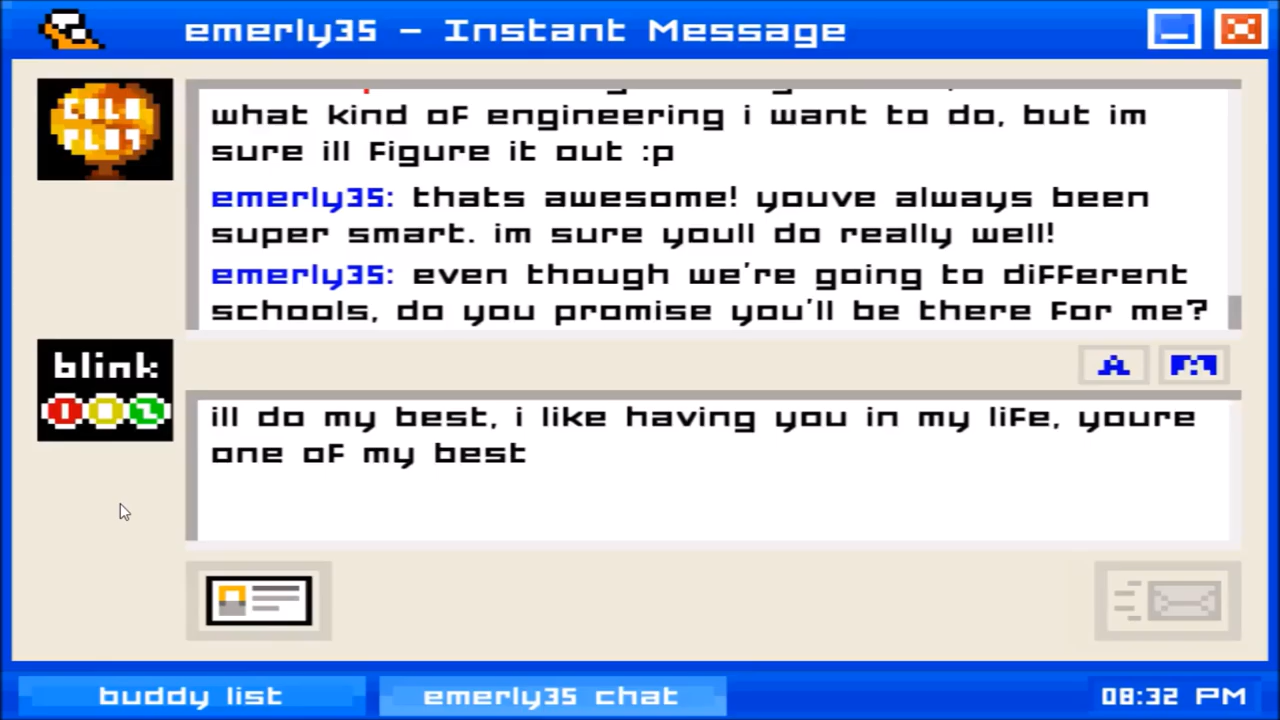 emerly35 - Instant Message
COLD
PLAY
what kind of engineering i want to do, but im
sure ill figure it out :p
emerly35: thats awesome! youve always been
super smart. im sure youll do really well!
emerly35: even though we're going to different
schools, do you promise you'll be there for me?
blink
182
A
ill do my best, i like having you in my life, youre
one of my best
buddy list
emerly35 chat
08:32 PM